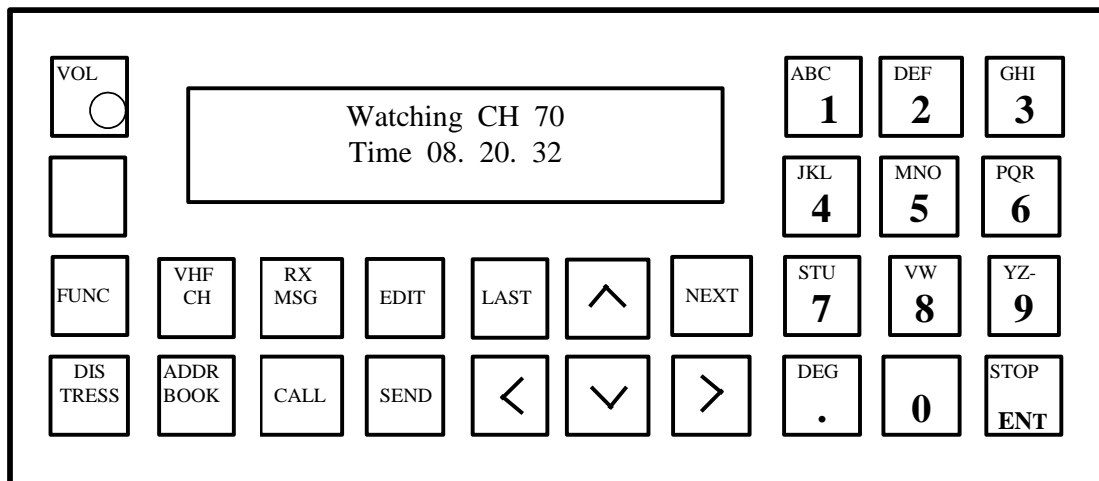 VOL
Watching CH 70
Time 08. 20. 32
ABC
1
DEF
2
GHI
3
JKL
4
MNO
5
PQR
6
FUNC
VHF
CH
RX
MSG
EDIT
LAST
NEXT
STU
7
VW
8
YZ-
9
DIS
TRESS
ADDR
BOOK
CALL
SEND
DEG
.
0
STOP
ENT